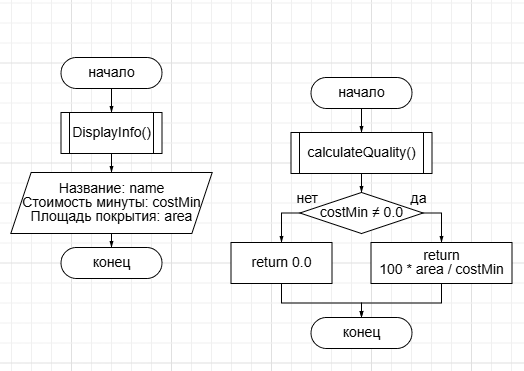 начало
DisplayInfo()
Название: name
Стоимость минуты: costMin
Площадь покрытия: area
конец
начало
calculateQuality()
нет
да
costMin ≠ 0.0
return 0.0
return
100 * area / costMin
конец